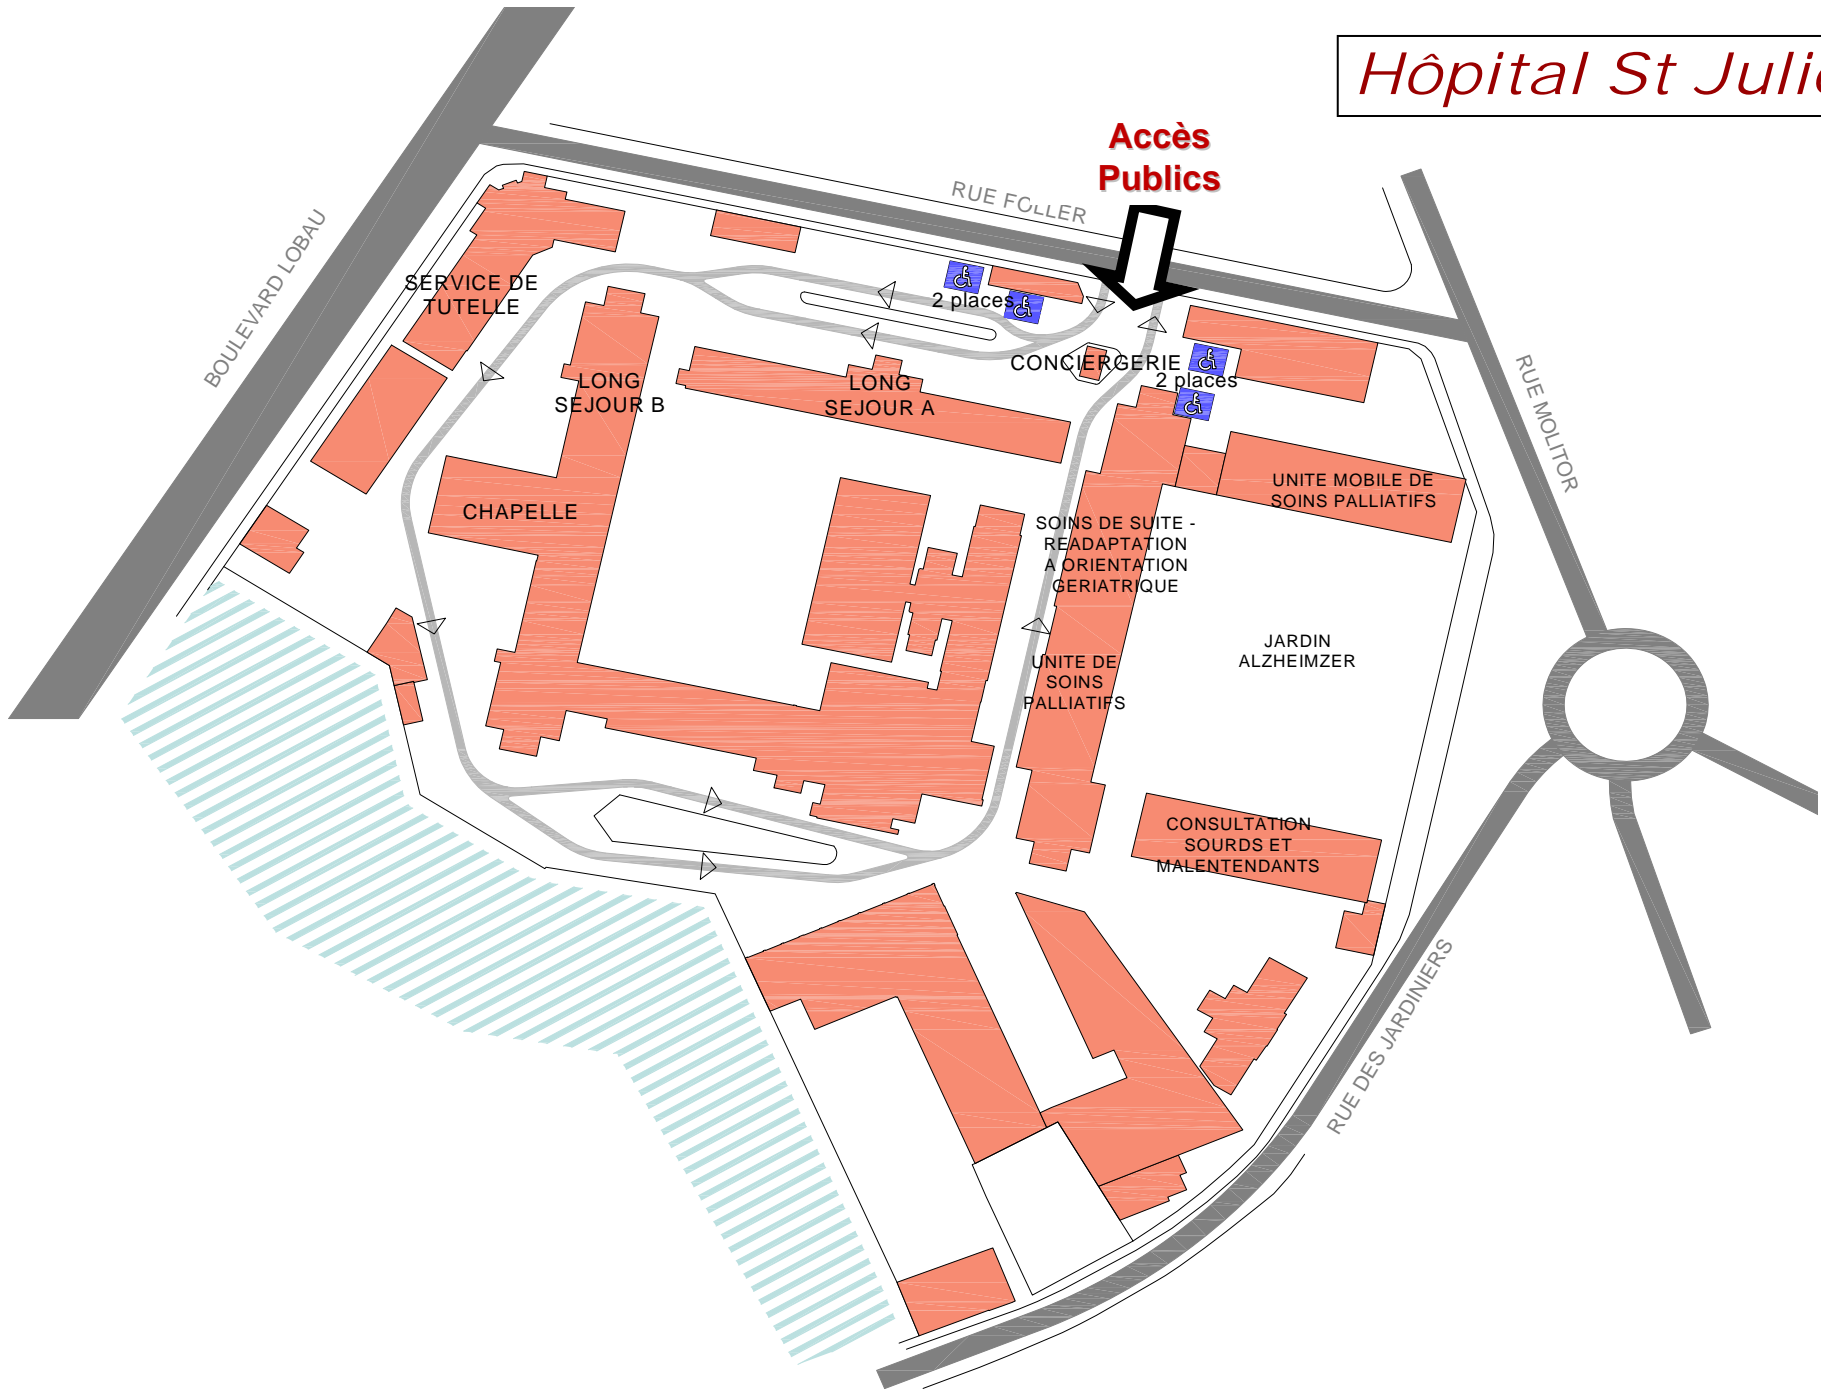 Hôpital St Julie
Accès
Publics
RUE FOLLER
BOULEVARD LOBAU
RUE MOLITOR
SERVICE DE
TUTELLE
2 places
CONCIERGERIE
2 places
LONG
SEJOUR B
LONG
SEJOUR A
CHAPELLE
UNITE MOBILE DE
SOINS PALLIATIFS
SOINS DE SUITE -
READAPTATION
A ORIENTATION
GERIATRIQUE
JARDIN
ALZHEIMZER
UNITE DE
SOINS
PALLIATIFS
CONSULTATION
SOURDS ET
MALENTENDANTS
RUE DES JARDINIERS